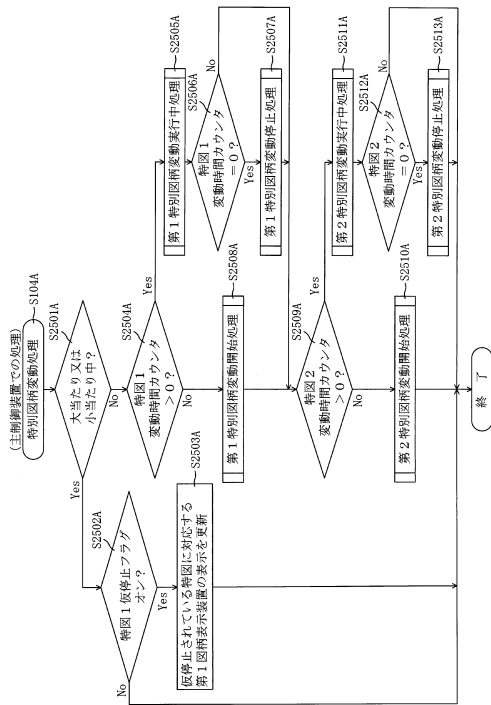 (主制御装置での処理)
特別図柄変動処理
S104A
大当たり又は
小当たり中?
S2501A
Yes
No
特図1仮停止フラグ
オン?
S2502A
No
Yes
仮停止されている特図に対応する
第1図柄表示装置の表示を更新
S2503A
特図1
変動時間カウンタ
>0?
S2504A
Yes
No
第1特別図柄変動実行中処理
S2505A
特図1
変動時間カウンタ
=0?
S2506A
No
Yes
第1特別図柄変動停止処理
S2507A
第1特別図柄変動開始処理
S2508A
特図2
変動時間カウンタ
>0?
S2509A
Yes
No
第2特別図柄変動開始処理
S2510A
第2特別図柄変動実行中処理
S2511A
特図2
変動時間カウンタ
=0?
S2512A
No
Yes
第2特別図柄変動停止処理
S2513A
終了